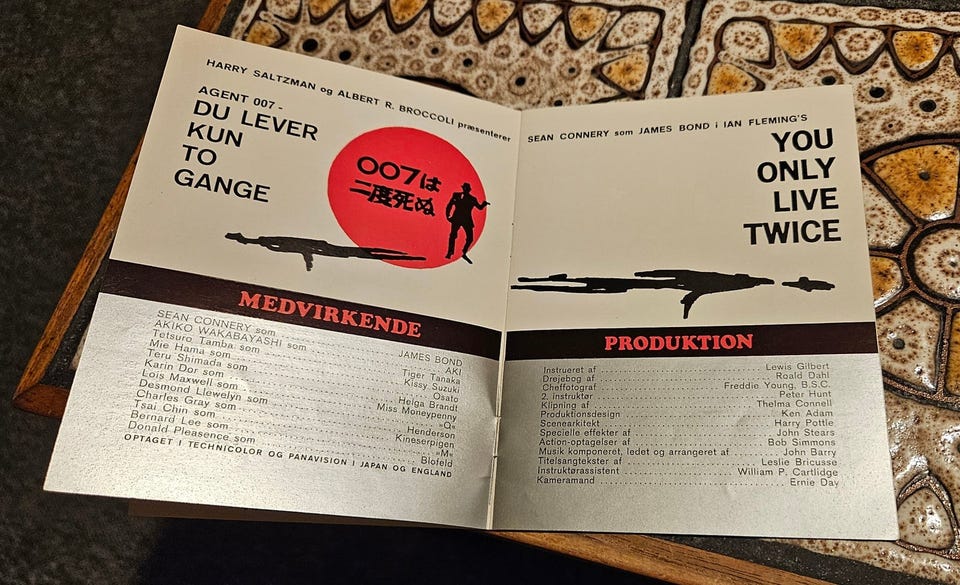 HARRY SALTZMAN og ALBERT R. BROCCOLI præsenterer
AGENT 007 -
DU LEVER
KUN
TO
GANGE
007は
二度死ぬ
MEDVIRKENDE
SEAN CONNERY som JAMES BOND
AKIKO WAKABAYASHI som AKI
Tetsuro Tamba som Tiger Tanaka
Mie Hama som Kissy Suzuki
Teru Shimada som Osato
Karin Dor som Helga Brandt
Lois Maxwell som Miss Moneypenny
Desmond Llewelyn som »Q«
Charles Gray som Henderson
Tsai Chin som Kineserpigen
Bernard Lee som »M«
Donald Pleasence som Blofeld
OPTAGET I TECHNICOLOR OG PANAVISION I JAPAN OG ENGLAND
SEAN CONNERY som JAMES BOND i IAN FLEMING'S
YOU
ONLY
LIVE
TWICE
PRODUKTION
Instrueret af Lewis Gilbert
Drejebog af Roald Dahl
Cheffotograf Freddie Young, B.S.C.
2. instruktør Peter Hunt
Klipning af Thelma Connell
Produktionsdesign Ken Adam
Scenearkitekt Harry Pottle
Specielle effekter af John Stears
Action-optagelser af Bob Simmons
Musik komponeret, ledet og arrangeret af John Barry
Titelsangtekster af Leslie Bricusse
Instruktørassistent William P. Cartlidge
Kameramand Ernie Day